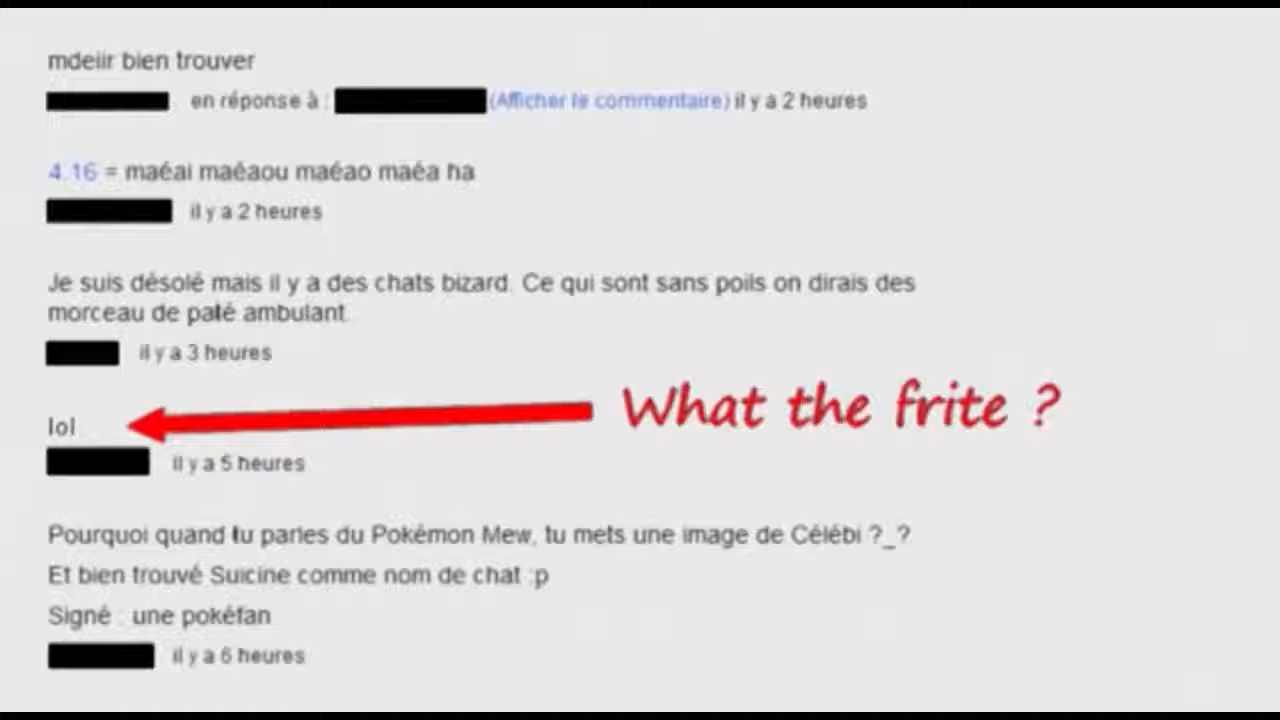 mdeiir bien trouver
en réponse à : (Afficher le commentaire) il y a 2 heures
4:16 = maéai maéaou maéao maéa ha
il y a 2 heures
Je suis désolé mais il y a des chats bizard. Ce qui sont sans poils on dirais des
morceau de paté ambulant.
il y a 3 heures
lol
What the frite ?
il y a 5 heures
Pourquoi quand tu parles du Pokémon Mew, tu mets une image de Célébi ?_?
Et bien trouvé Suicine comme nom de chat :p
Signé : une pokéfan
il y a 6 heures